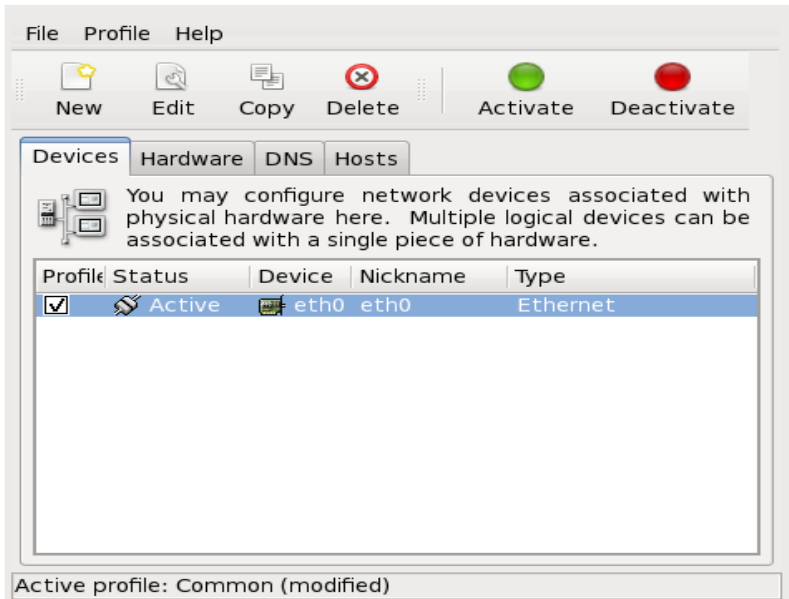 File Profile Help
New Edit Copy Delete Activate Deactivate
Devices Hardware DNS Hosts
You may configure network devices associated with
physical hardware here. Multiple logical devices can be
associated with a single piece of hardware.
Profile Status Device Nickname Type
Active eth0 eth0 Ethernet
Active profile: Common (modified)